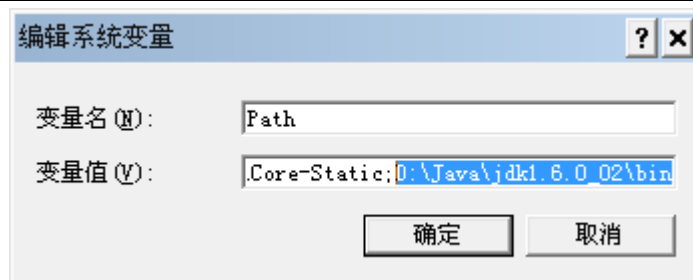 编辑系统变量
变量名(N): Path
变量值(V): .Core-Static;D:\Java\jdk1.6.0_02\bin
确定 取消